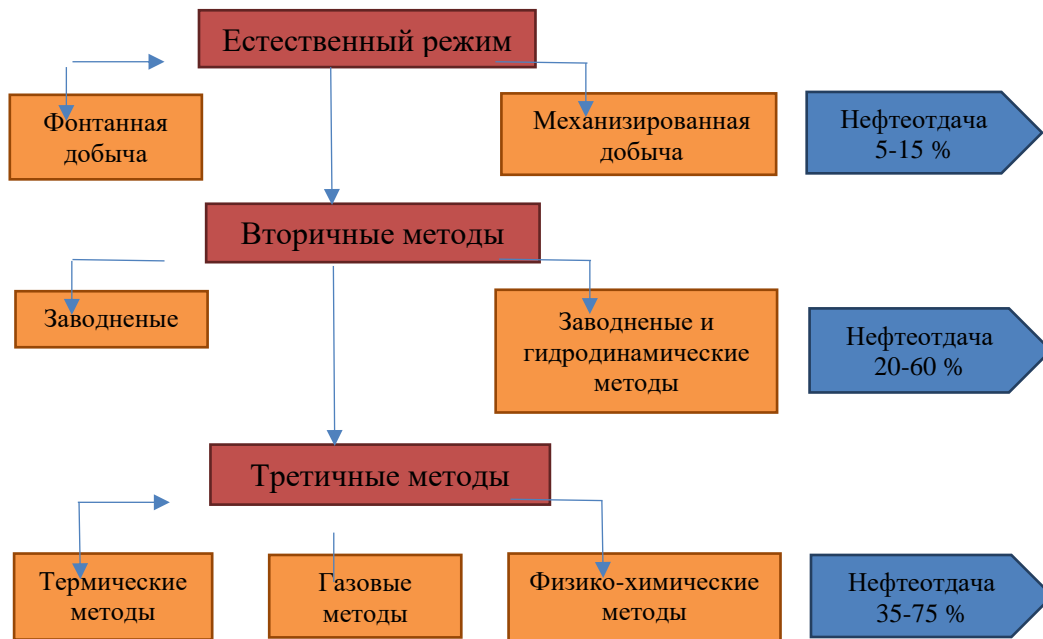 Естественный режим
Фонтанная
добыча
Механизированная
добыча
Нефтеотдача
5-15 %
Вторичные методы
Заводненые
Заводненые и
гидродинамические
методы
Нефтеотдача
20-60 %
Третичные методы
Термические
методы
Газовые
методы
Физико-химические
методы
Нефтеотдача
35-75 %